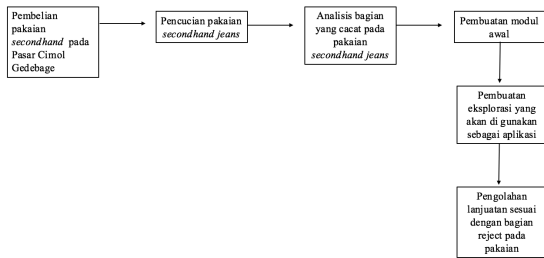 Pembelian
pakaian
secondhand pada
Pasar Cimol
Gedebage
Pencucian pakaian
secondhand jeans
Analisis bagian
yang cacat pada
pakaian
secondhand jeans
Pembuatan modul
awal
Pembuatan
eksplorasi yang
akan di gunakan
sebagai aplikasi
Pengolahan
lanjuatan sesuai
dengan bagian
reject pada
pakaian